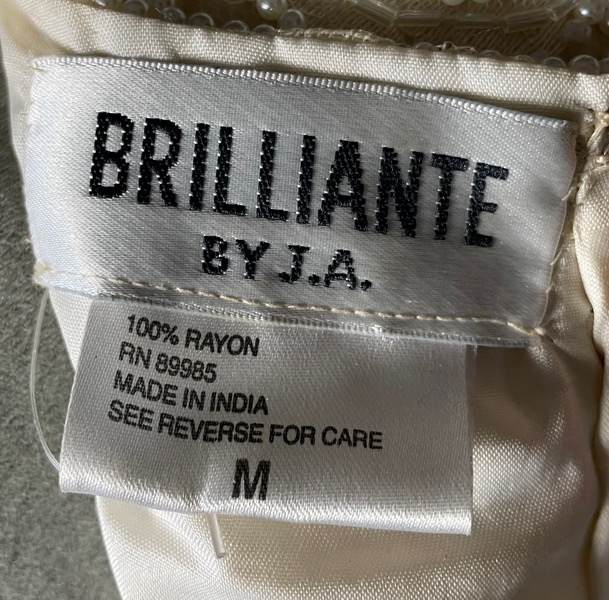 BRILLIANTE
BY J.A.
100% RAYON
RN 89985
MADE IN INDIA
SEE REVERSE FOR CARE
M